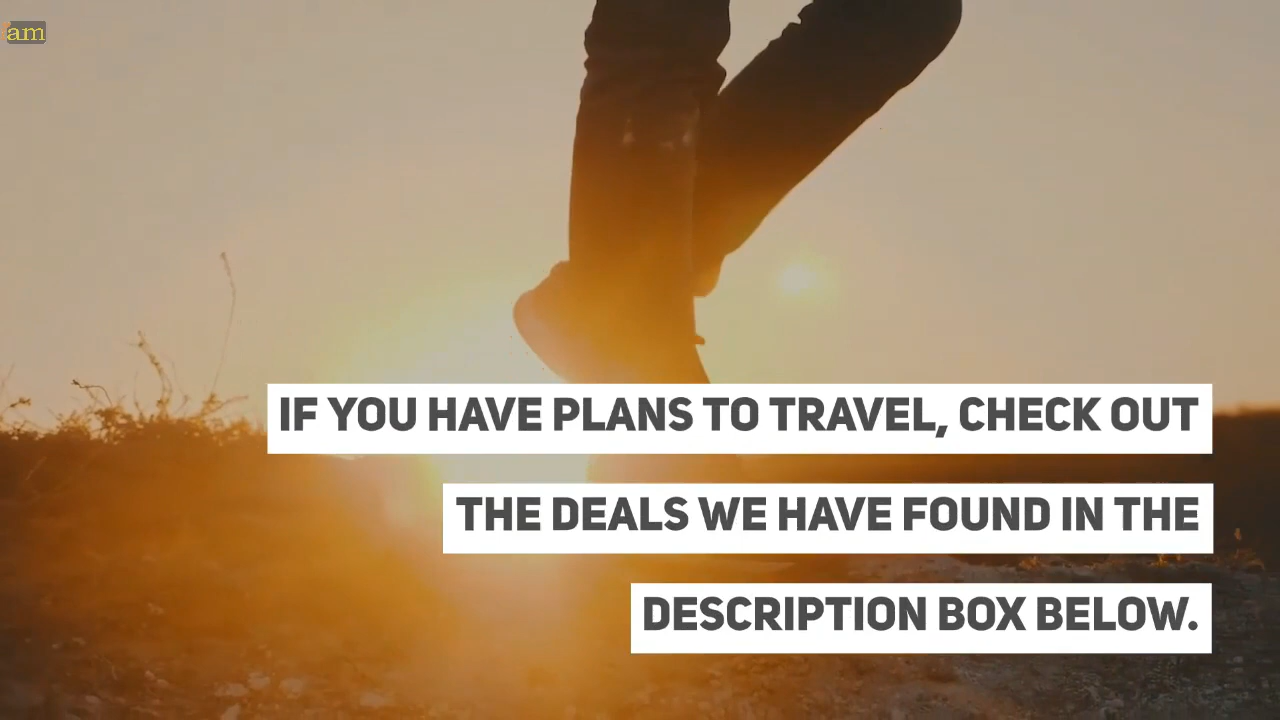 am
IF YOU HAVE PLANS TO TRAVEL, CHECK OUT
THE DEALS WE HAVE FOUND IN THE
DESCRIPTION BOX BELOW.